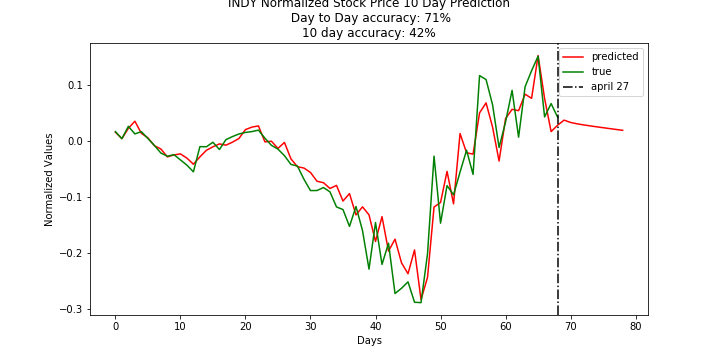 INDY Normalized Stock Price 10 Day Prediction
Day to Day accuracy: 71%
10 day accuracy: 42%
predicted
true
april 27
Normalized Values
0.1
0.0
−0.1
−0.2
−0.3
0 10 20 30 40 50 60 70 80
Days